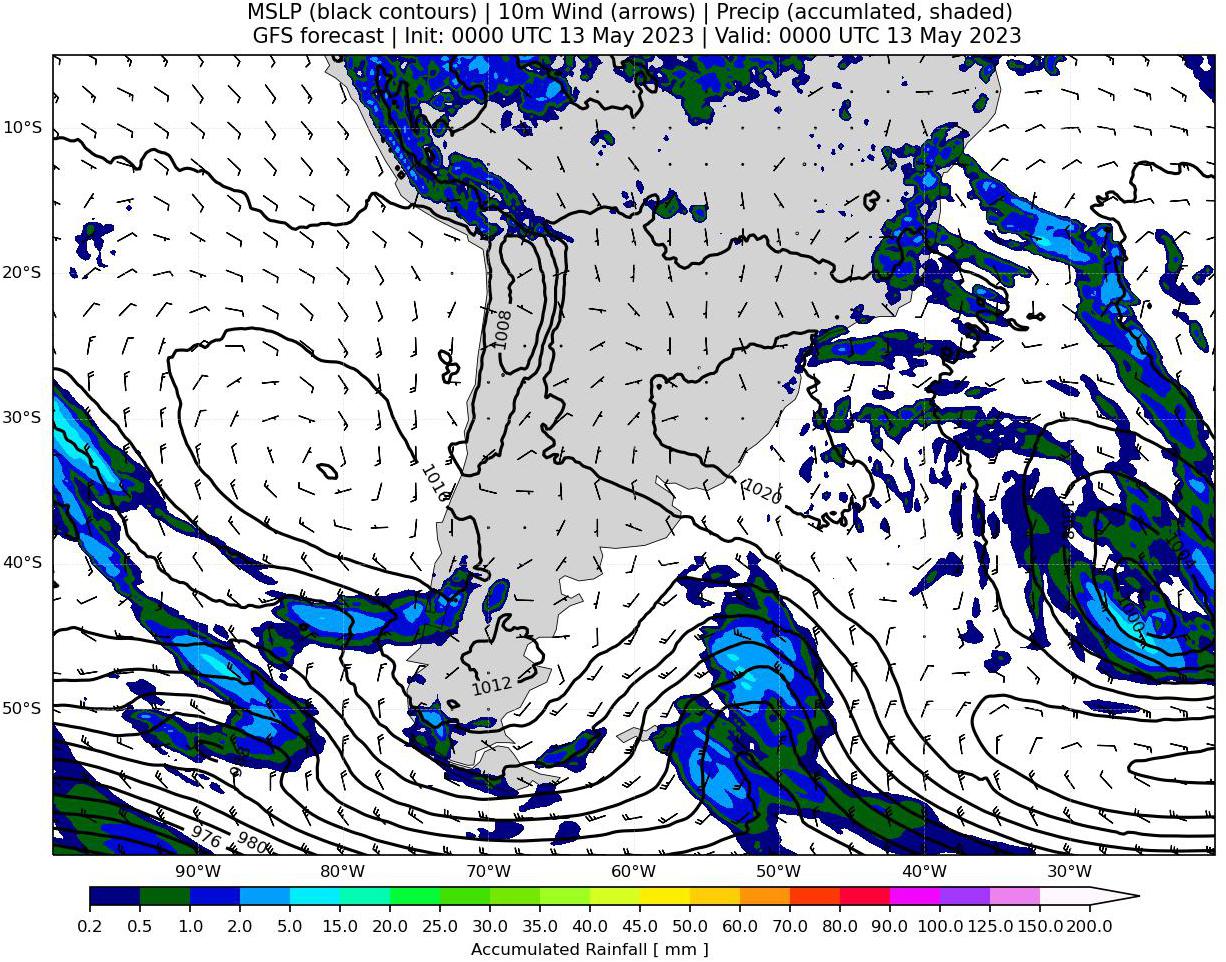 MSLP (black contours) | 10m Wind (arrows) | Precip (accumlated, shaded)
GFS forecast | Init: 0000 UTC 13 May 2023 | Valid: 0000 UTC 13 May 2023
10°S
20°S
1008
30°S
1016
1020
40°S
1012
50°S
976
980
90°W 80°W 70°W 60°W 50°W 40°W 30°W
0.2 0.5 1.0 2.0 5.0 10.0 15.0 20.0 25.0 30.0 35.0 40.0 45.0 50.0 60.0 70.0 80.0 90.0 100.0 125.0 150.0 200.0
Accumulated Rainfall [ mm ]